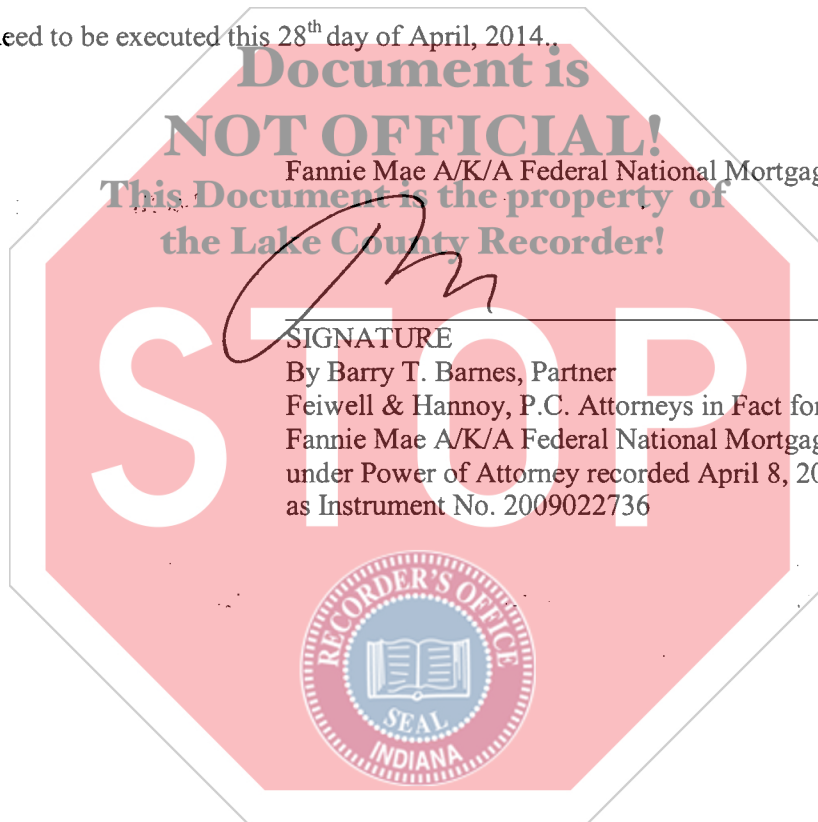 eed to be executed this 28th day of April, 2014..
Document is
NOT OFFICIAL!
Fannie Mae A/K/A Federal National Mortgag
This Document is the property of
the Lake County Recorder!
STOP
SIGNATURE
By Barry T. Barnes, Partner
Feiwell & Hannoy, P.C. Attorneys in Fact for
Fannie Mae A/K/A Federal National Mortgag
under Power of Attorney recorded April 8, 20
as Instrument No. 2009022736
RECORDER'S OFFICE
SEAL
INDIANA